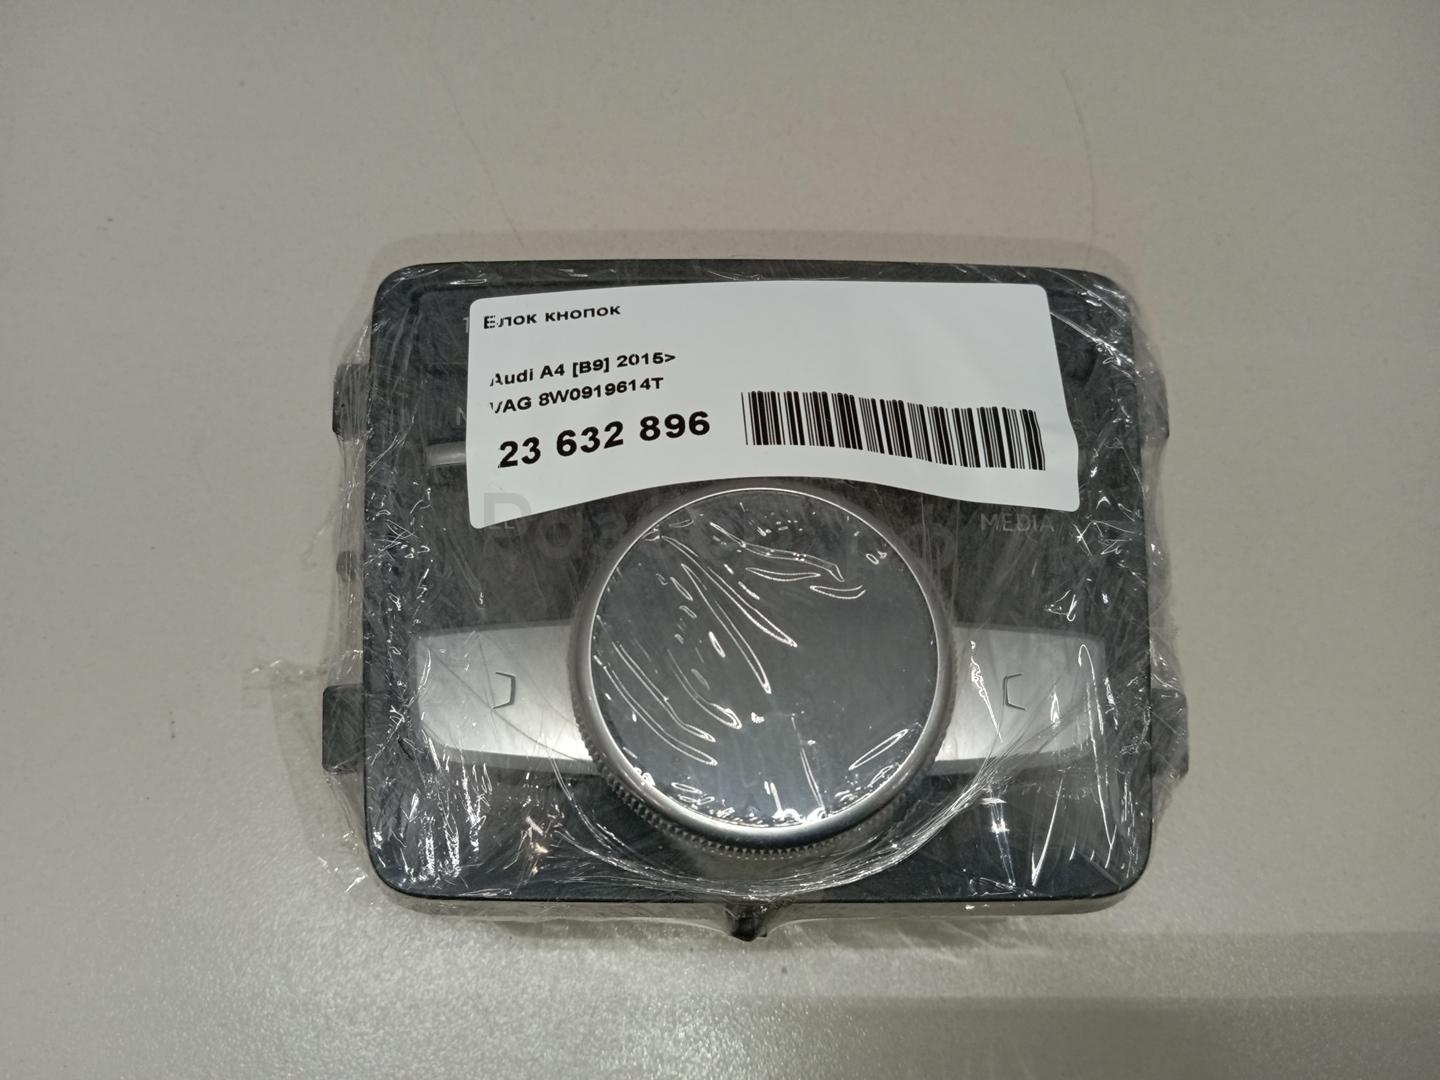 Блок кнопок
Audi A4 [B9] 2015>
VAG 8W0919614T
23 632 896
MEDIA